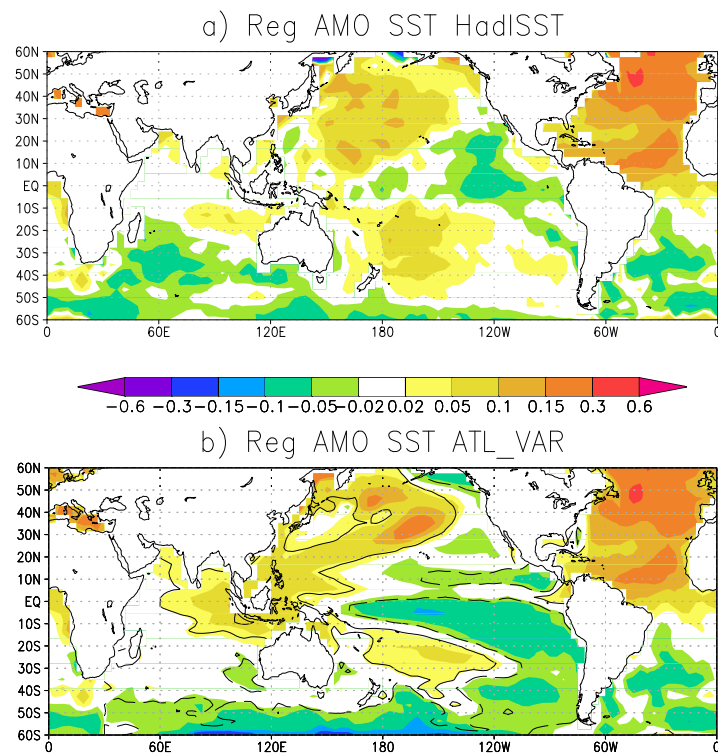 a) Reg AMO SST HadISST
60N
50N
40N
30N
20N
10N
EQ
10S
20S
30S
40S
50S
60S
0 60E 120E 180 120W 60W 0
-0.6 -0.3 -0.15 -0.1 -0.05 -0.02 0.02 0.05 0.1 0.15 0.3 0.6
b) Reg AMO SST ATL_VAR
60N
50N
40N
30N
20N
10N
EQ
10S
20S
30S
40S
50S
60S
0 60E 120E 180 120W 60W 0